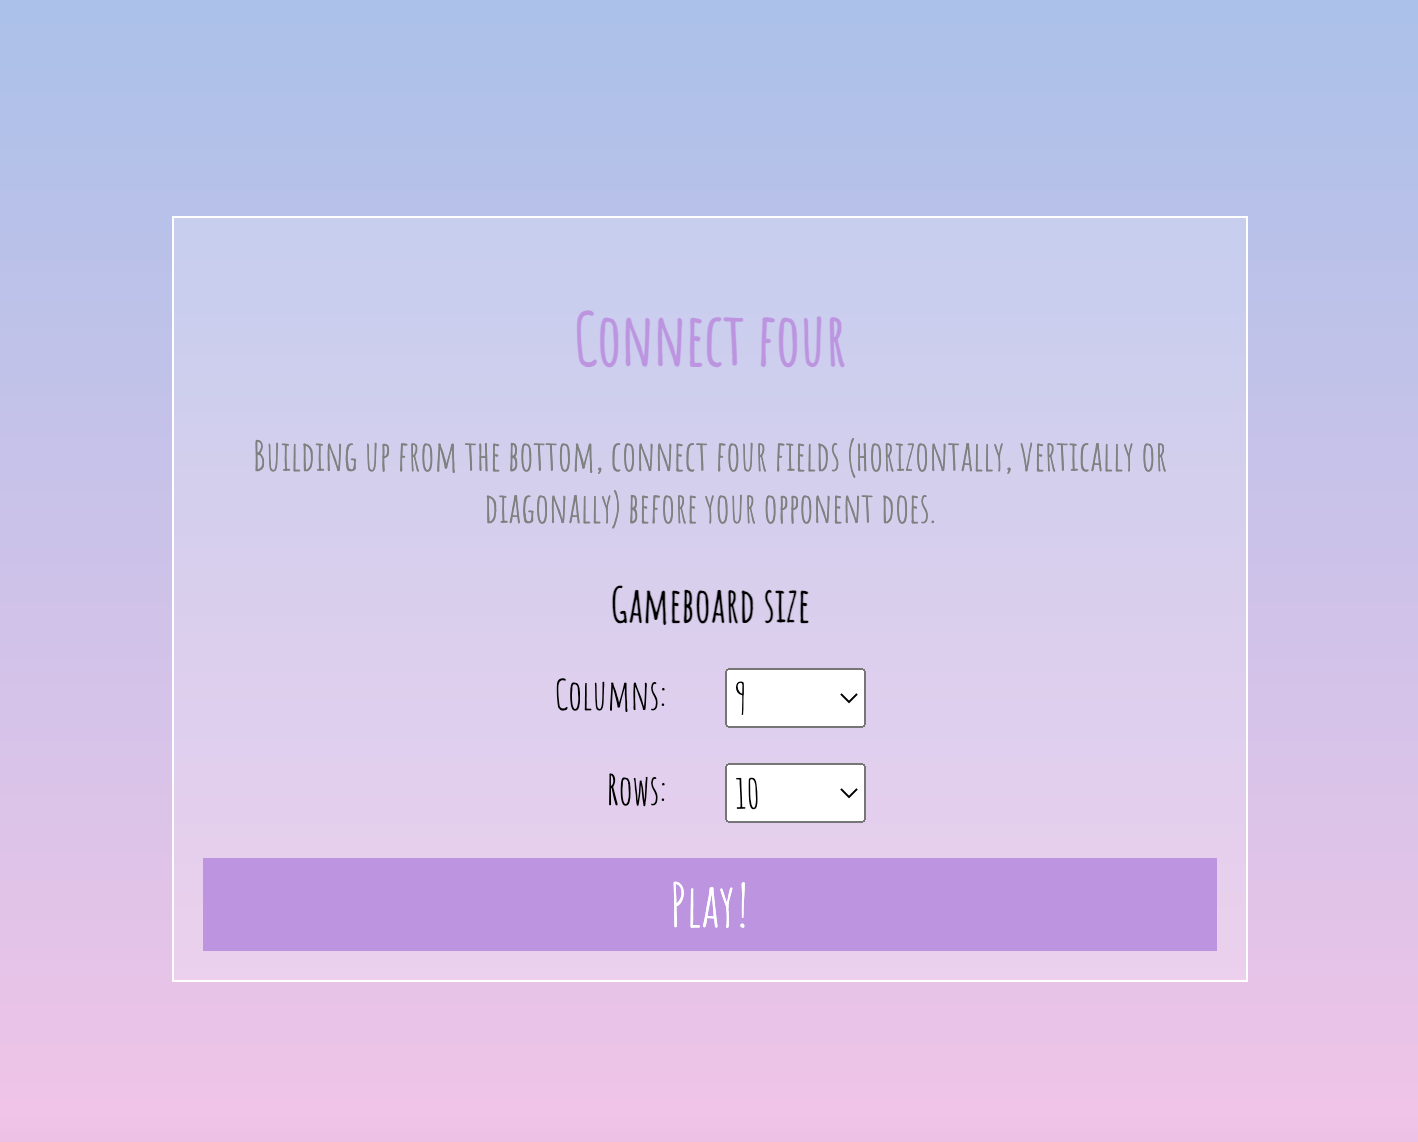 Connect four
Building up from the bottom, connect four fields (horizontally, vertically or
diagonally) before your opponent does.
Gameboard size
Columns: 9
Rows: 10
Play!